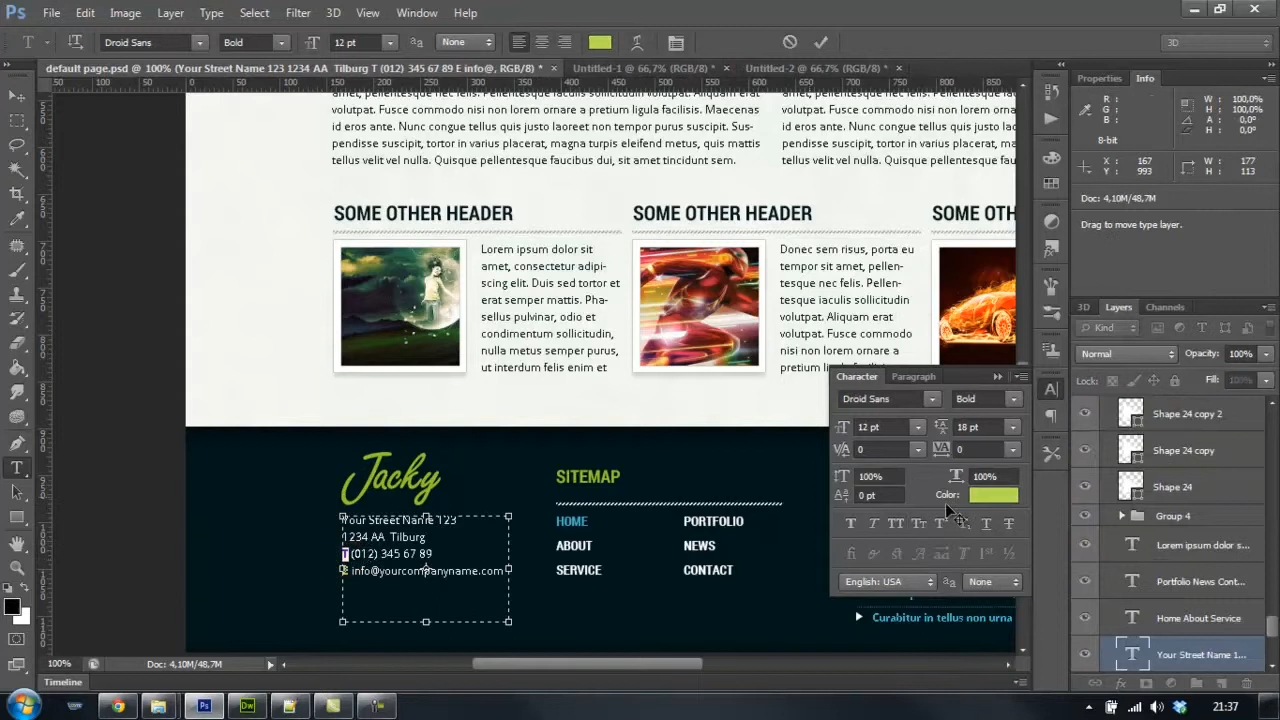 Ps File Edit Image Layer Type Select Filter 3D View Window Help
T Droid Sans Bold 12 pt None 3D
default page.psd @ 100% (Your Street Name 123 1234 AA Tilburg T (012) 345 67 89 E info@, RGB/8) * × Untitled-1 @ 66,7% (RGB/8) * × Untitled-2 @ 66,7% (RGB/8) * ×
Properties Info
R: G: B: 8-bit
W: 100,0% H: 100,0% A: 0,0° H: 0,0°
X: 167 Y: 993
W: 177 H: 113
Doc: 4,10M/48,7M
Drag to move type layer.
amet, pellentesque iaculis sollicitudin
volutpat. Fusce commodo nisi lorem ornare a pretium ligula facilisis. Maecenas
id eros ante. Nunc congue tellus quis justo laoreet non tempor purus suscipit. Sus-
pendisse suscipit, tortor in varius placerat, magna turpis eleifend metus, quis mattis
tellus velit vel nulla. Quisque pellentesque faucibus dui, sit amet tincidunt sem.
volutpat. Fusce commodo nisi lorem ornare a pretium
id eros ante. Nunc congue tellus quis justo laoreet
pendisse suscipit, tortor in varius placerat, magna
tellus velit vel nulla. Quisque pellentesque faucibus
SOME OTHER HEADER
Lorem ipsum dolor sit
amet, consectetur adipi-
scing elit. Duis sed tortor et
erat semper mattis. Pha-
sellus pulvinar, odio et
condimentum sollicitudin,
nulla metus semper purus,
ut interdum felis enim et
SOME OTHER HEADER
Donec sem risus, porta eu
tempor sit amet, pellen-
tesque nec felis. Pellen-
tesque iaculis sollicitudin
volutpat. Aliquam erat
volutpat. Fusce commodo
nisi lorem ornare a
pretium
SOME OTH
Jacky
Your Street Name 123
1234 AA Tilburg
T (012) 345 67 89
E info@yourcompanyname.com
SITEMAP
HOME PORTFOLIO
ABOUT NEWS
SERVICE CONTACT
Curabitur in tellus non urna
Character Paragraph
Droid Sans Bold
12 pt 18 pt
0 0
100% 100%
0 pt Color:
English: USA None
3D Layers Channels
Kind
Normal Opacity: 100%
Lock: Fill: 100%
Shape 24 copy 2
Shape 24 copy
Shape 24
Group 4
Lorem ipsum dolor s...
Portfolio News Cont...
Home About Service
Your Street Name 1...
100% Doc: 4,10M/48,7M
Timeline
Dw Ps
21:37